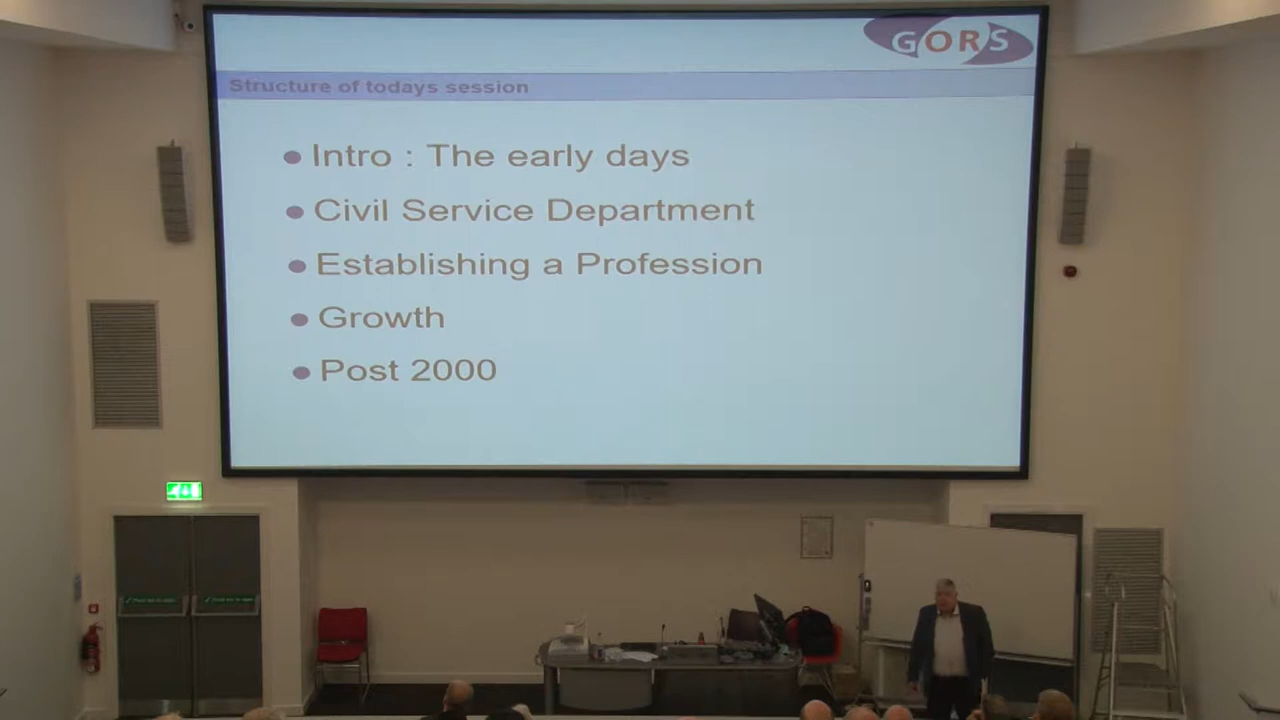 GORS
Structure of todays session
Intro : The early days
Civil Service Department
Establishing a Profession
Growth
Post 2000